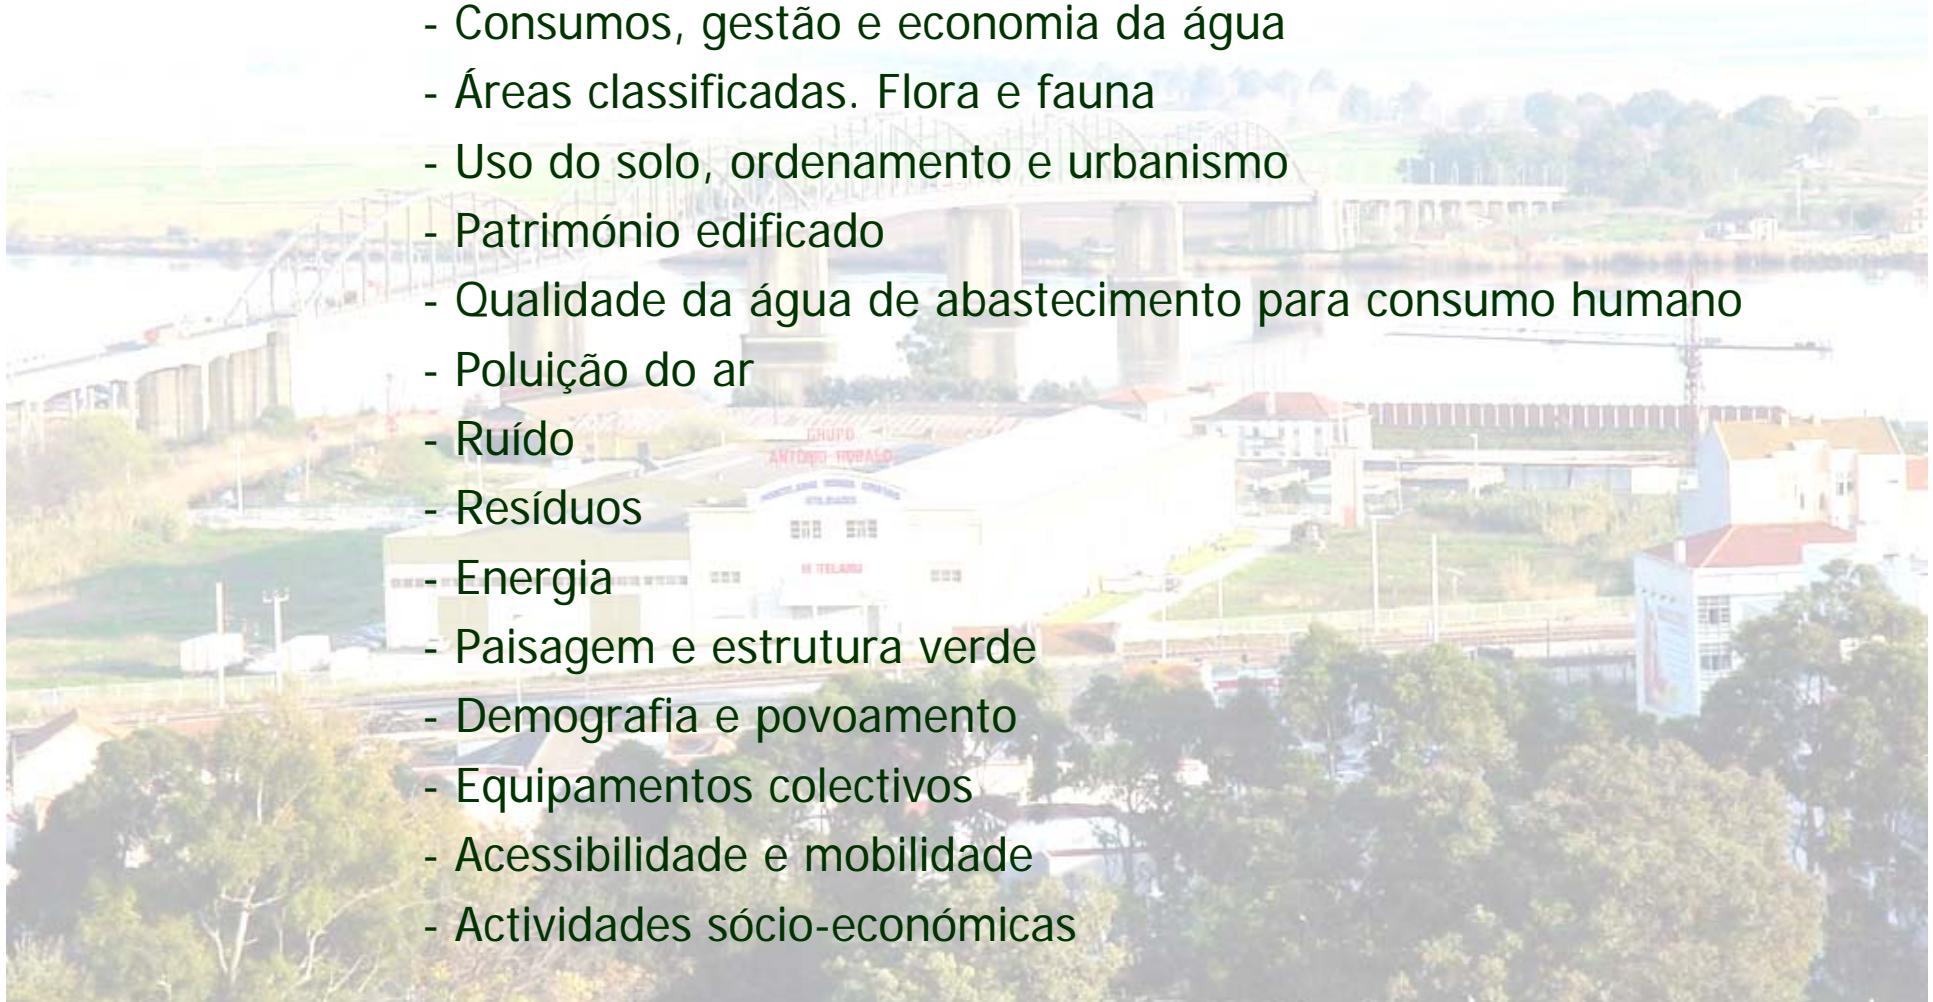 - Consumos, gestão e economia da água
- Áreas classificadas. Flora e fauna
- Uso do solo, ordenamento e urbanismo
- Património edificado
- Qualidade da água de abastecimento para consumo humano
- Poluição do ar
- Ruído
GRUPO
ANTÓNIO
- Resíduos
- Energia
- Paisagem e estrutura verde
- Demografia e povoamento
- Equipamentos colectivos
- Acessibilidade e mobilidade
- Actividades sócio-económicas